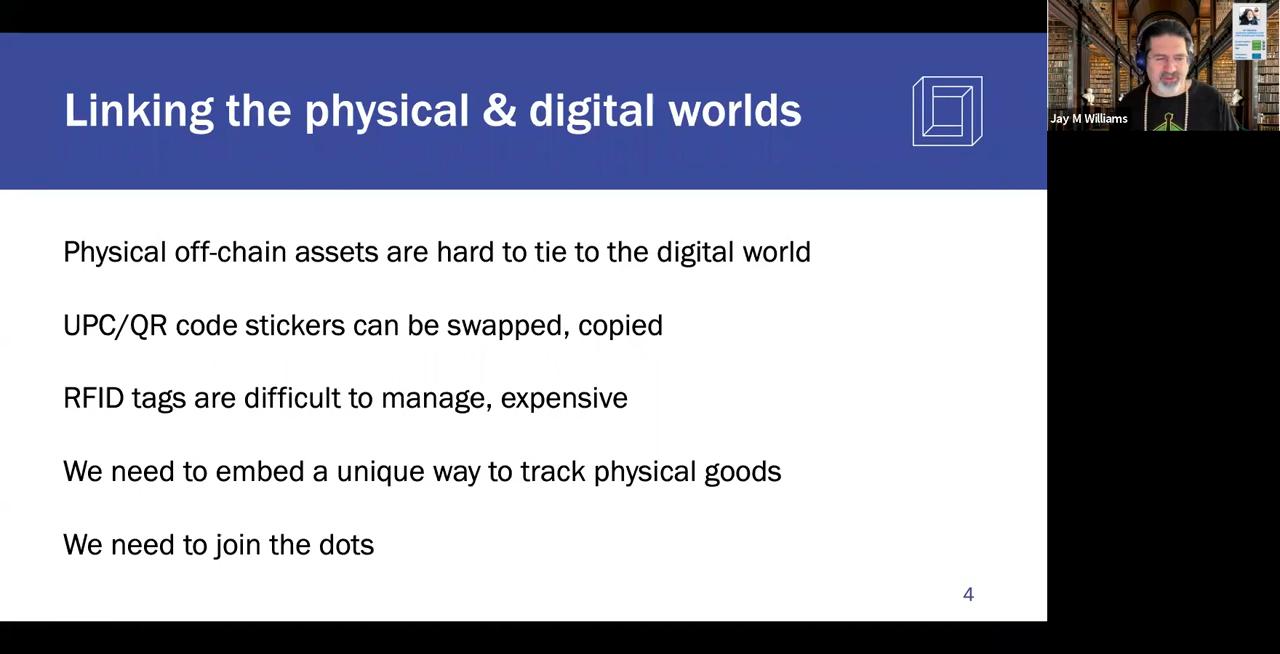 Linking the physical & digital worlds
Physical off-chain assets are hard to tie to the digital world
UPC/QR code stickers can be swapped, copied
RFID tags are difficult to manage, expensive
We need to embed a unique way to track physical goods
We need to join the dots
4
Jay M Williams